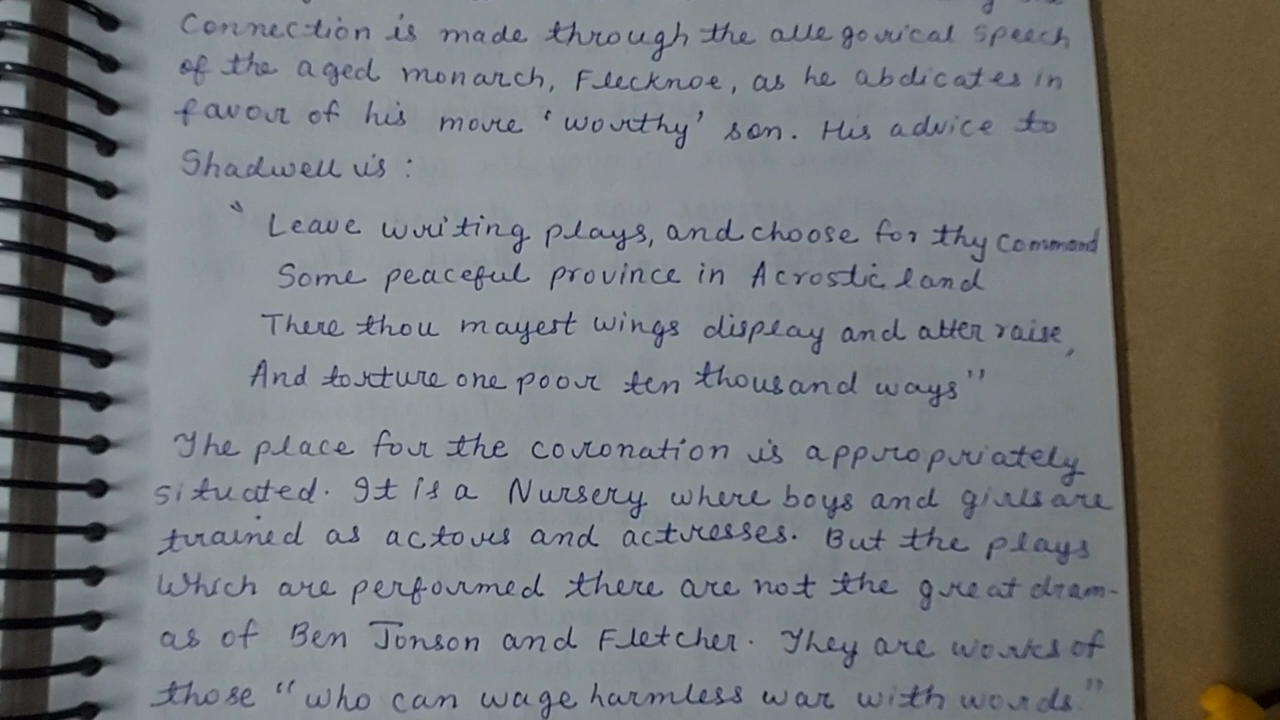 Connection is made through the allegorical speech
of the aged monarch, Flecknoe, as he abdicates in
favour of his more 'worthy' son. His advice to
Shadwell is:
" Leave writing plays, and choose for thy command
Some peaceful province in Acrostic land
There thou mayest wings display and alter raise,
And torture one poor ten thousand ways"
The place for the coronation is appropriately
situated. It is a Nursery where boys and girls are
trained as actors and actresses. But the plays
Which are performed there are not the great dram-
as of Ben Jonson and Fletcher. They are works of
those "who can wage harmless war with words."